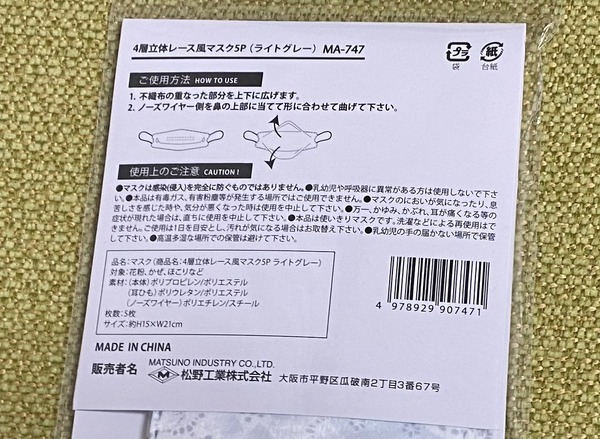 4層立体レース風マスク5P（ライトグレー） MA-747
プラ
袋
紙
台紙
ご使用方法 HOW TO USE
1. 不織布の重なった部分を上下に広げます。
2. ノーズワイヤー側を鼻の上部に当てて形に合わせて曲げて下さい。
使用上のご注意 CAUTION !
●マスクは感染(侵入)を完全に防ぐものではありません。●乳幼児や呼吸器に異常がある方は使用しないで下さ
い。●本品は有毒ガス、有害粉塵等が発生する場所ではご使用できません。●マスクのにおいが気になったり、息
苦しさを感じた時や、気分が悪くなった時は使用を中止して下さい。●万一、かゆみ、かぶれ、耳が痛くなる等の
症状が現れた場合は、直ちに使用を中止して下さい。●本品は使いきりマスクです。洗濯などによる再使用はで
きません。ご使用は1日を目安とし、汚れが気になる場合はお取替え下さい。●乳幼児の手の届かない場所で保管
して下さい。●高温多湿な場所での保管は避けて下さい。
品名：マスク（商品名：4層立体レース風マスク5P ライトグレー）
対象：花粉、かぜ、ほこりなど
素材：（本体）ポリプロピレン/ポリエステル
（耳ひも）ポリウレタン/ポリエステル
（ノーズワイヤー）ポリエチレン/スチール
枚数：5枚
サイズ：約H15×W21cm
4 978929 907471
MADE IN CHINA
販売者名
MATSUNO INDUSTRY CO.,LTD.
M 松野工業株式会社
大阪市平野区瓜破南2丁目3番67号